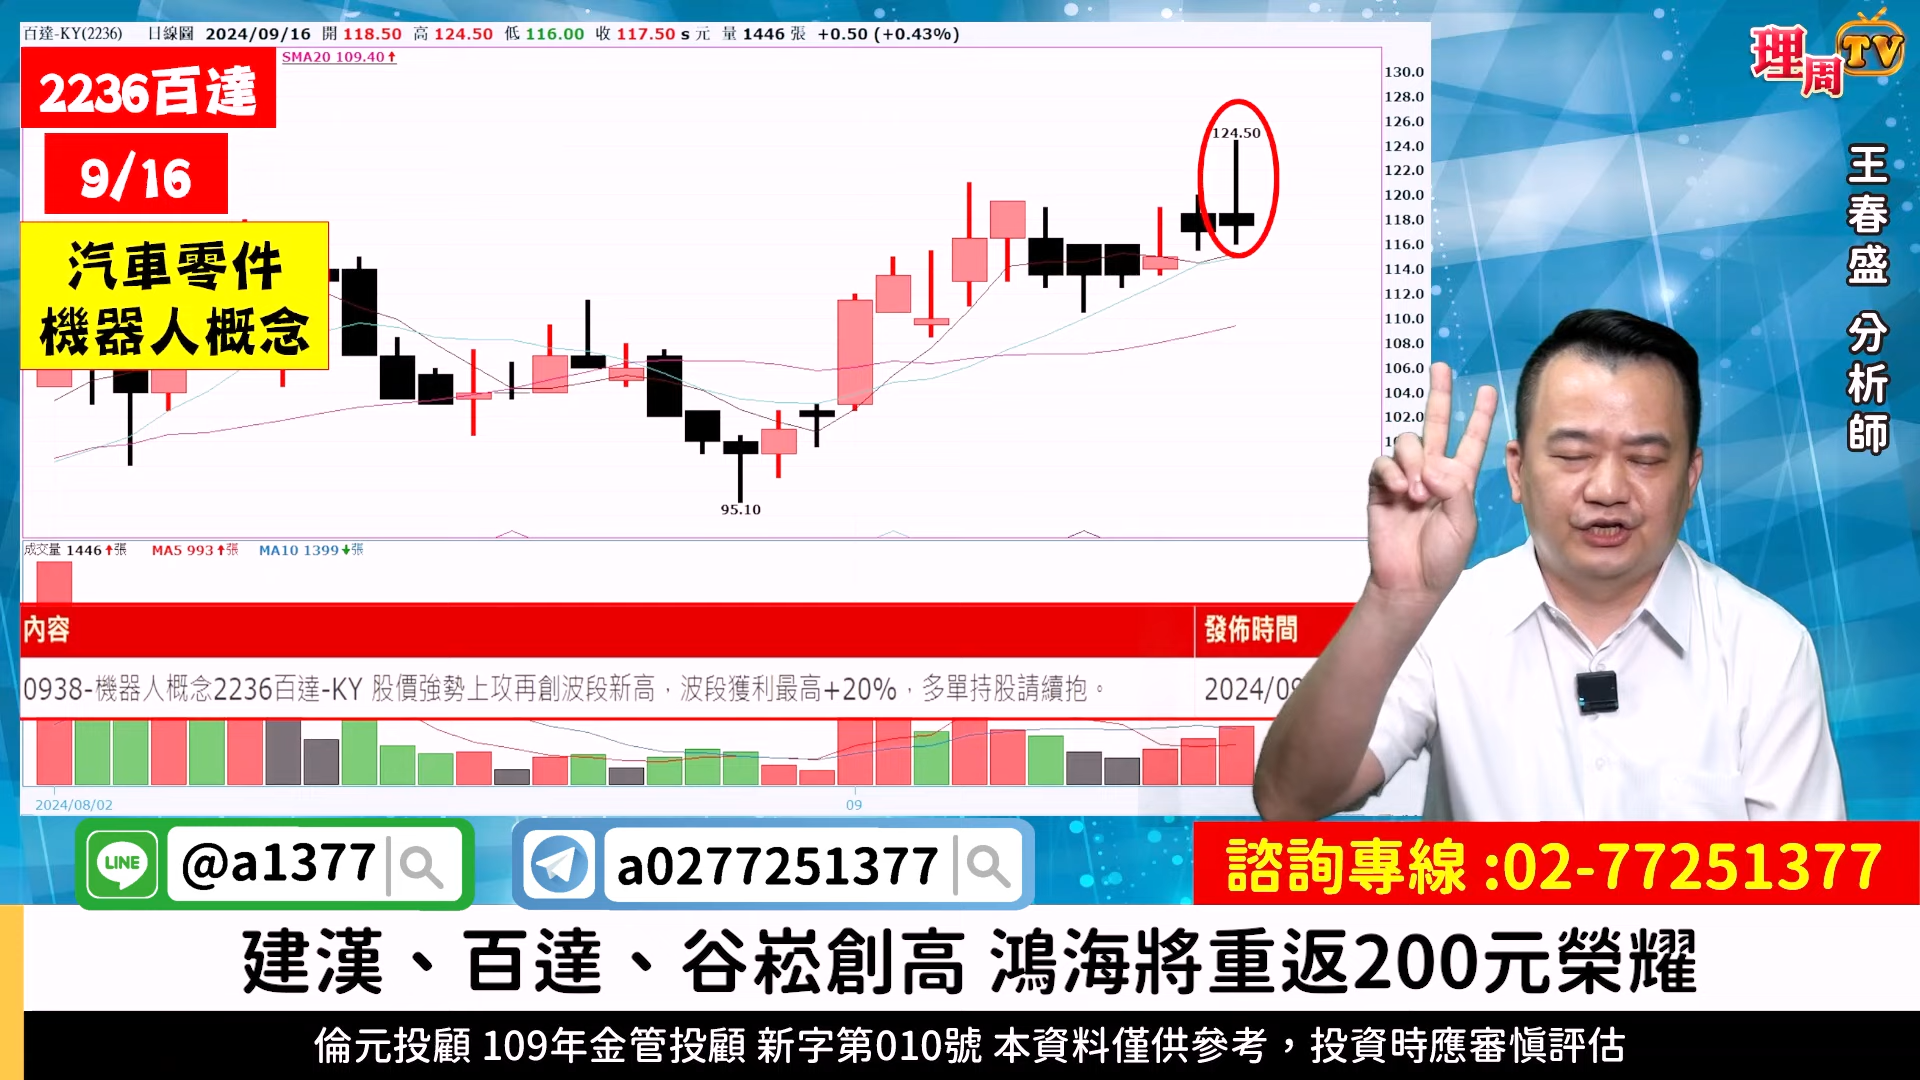 百達-KY(2236) 日線圖 2024/09/16 開 118.50 高 124.50 低 116.00 收 117.50 s 元 量 1446 張 +0.50 (+0.43%)
SMA20 109.40↑
2236百達
9/16
汽車零件
機器人概念
理周TV
王春盛 分析師
130.0
128.0
126.0
124.0
122.0
120.0
118.0
116.0
114.0
112.0
110.0
108.0
106.0
104.0
102.0
124.50
95.10
成交量 1446↑張 MA5 993↑張 MA10 1399↓張
內容 發佈時間
0938-機器人概念2236百達-KY 股價強勢上攻再創波段新高，波段獲利最高+20%，多單持股請續抱。 2024/09
2024/08/02 09
LINE @a1377
a0277251377
諮詢專線:02-77251377
建漢、百達、谷崧創高 鴻海將重返200元榮耀
倫元投顧 109年金管投顧 新字第010號 本資料僅供參考，投資時應審慎評估